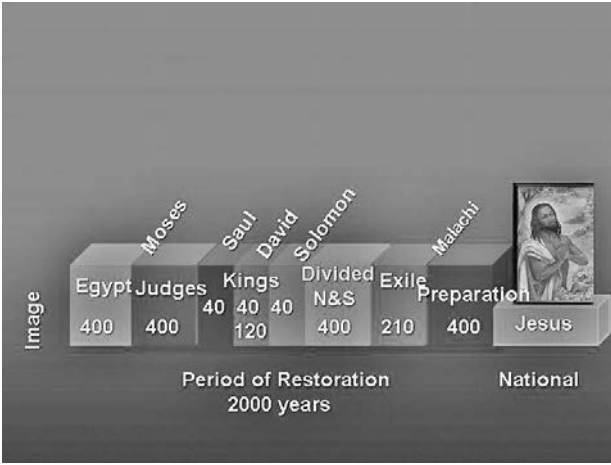 Moses
Saul
David
Solomon
Malachi
Egypt
Judges
Kings
Divided
N&S
Exile
Preparation
400
400
40
40
40
120
400
210
400
Jesus
Image
Period of Restoration
2000 years
National